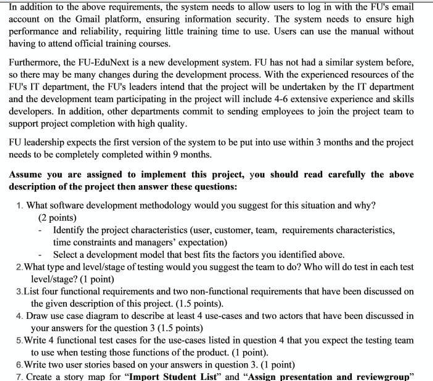 In addition to the above requirements, the system needs to allow users to log in with the FU's email
account on the Gmail platform, ensuring information security. The system needs to ensure high
performance and reliability, requiring little training time to use. Users can use the manual without
having to attend official training courses.
Furthermore, the FU-EduNext is a new development system. FU has not had a similar system before,
so there may be many changes during the development process. With the experienced resources of the
FU's IT department, the FU's leaders intend that the project will be undertaken by the IT department
and the development team participating in the project will include 4-6 extensive experience and skills
developers. In addition, other departments commit to sending employees to join the project team to
support project completion with high quality.
FU leadership expects the first version of the system to be put into use within 3 months and the project
needs to be completely completed within 9 months.
Assume you are assigned to implement this project, you should read carefully the above
description of the project then answer these questions:
1. What software development methodology would you suggest for this situation and why?
(2 points)
- Identify the project characteristics (user, customer, team, requirements characteristics,
time constraints and managers' expectation)
- Select a development model that best fits the factors you identified above.
2.What type and level/stage of testing would you suggest the team to do? Who will do test in each test
level/stage? (1 point)
3.List four functional requirements and two non-functional requirements that have been discussed on
the given description of this project. (1.5 points).
4. Draw use case diagram to describe at least 4 use-cases and two actors that have been discussed in
your answers for the question 3 (1.5 points)
5.Write 4 functional test cases for the use-cases listed in question 4 that you expect the testing team
to use when testing those functions of the product. (1 point).
6.Write two user stories based on your answers in question 3. (1 point)
7. Create a story map for "Import Student List" and "Assign presentation and reviewgroup"